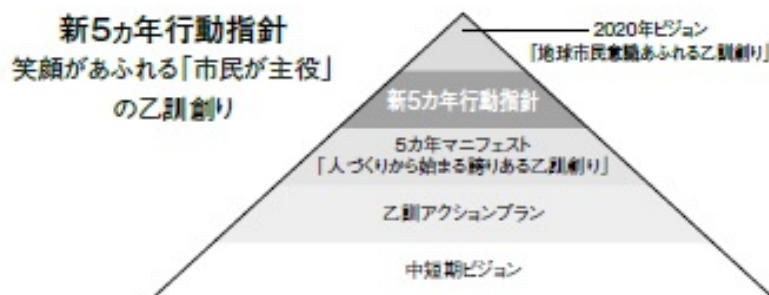 新5ヵ年行動指針
笑顔があふれる「市民が主役」
の乙訓創り
2020年ビジョン
「地球市民意識あふれる乙訓創り」
新5カ年行動指針
5カ年マニフェスト
「人づくりから始まる誇りある乙訓創り」
乙訓アクションプラン
中短期ビジョン